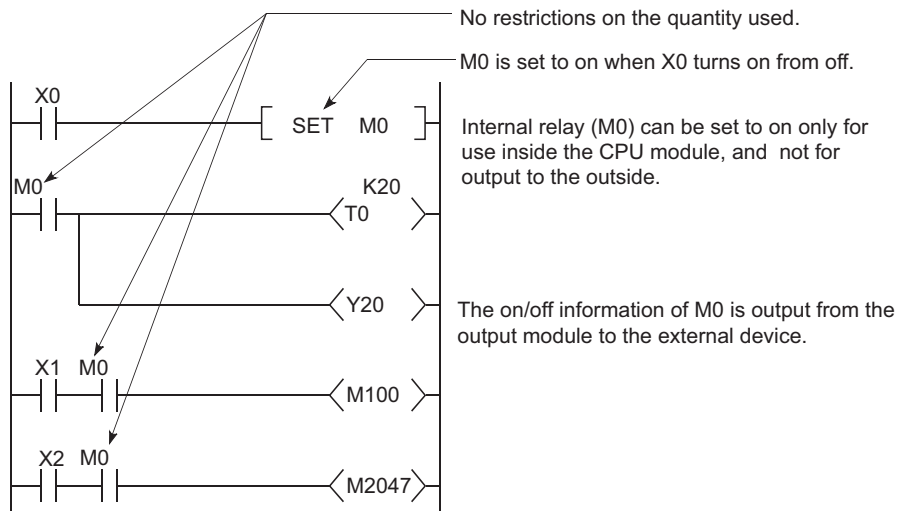 No restrictions on the quantity used.
M0 is set to on when X0 turns on from off.
X0
SET M0
Internal relay (M0) can be set to on only for
use inside the CPU module, and not for
output to the outside.
M0
K20
T0
Y20
The on/off information of M0 is output from the
output module to the external device.
X1 M0
M100
X2 M0
M2047